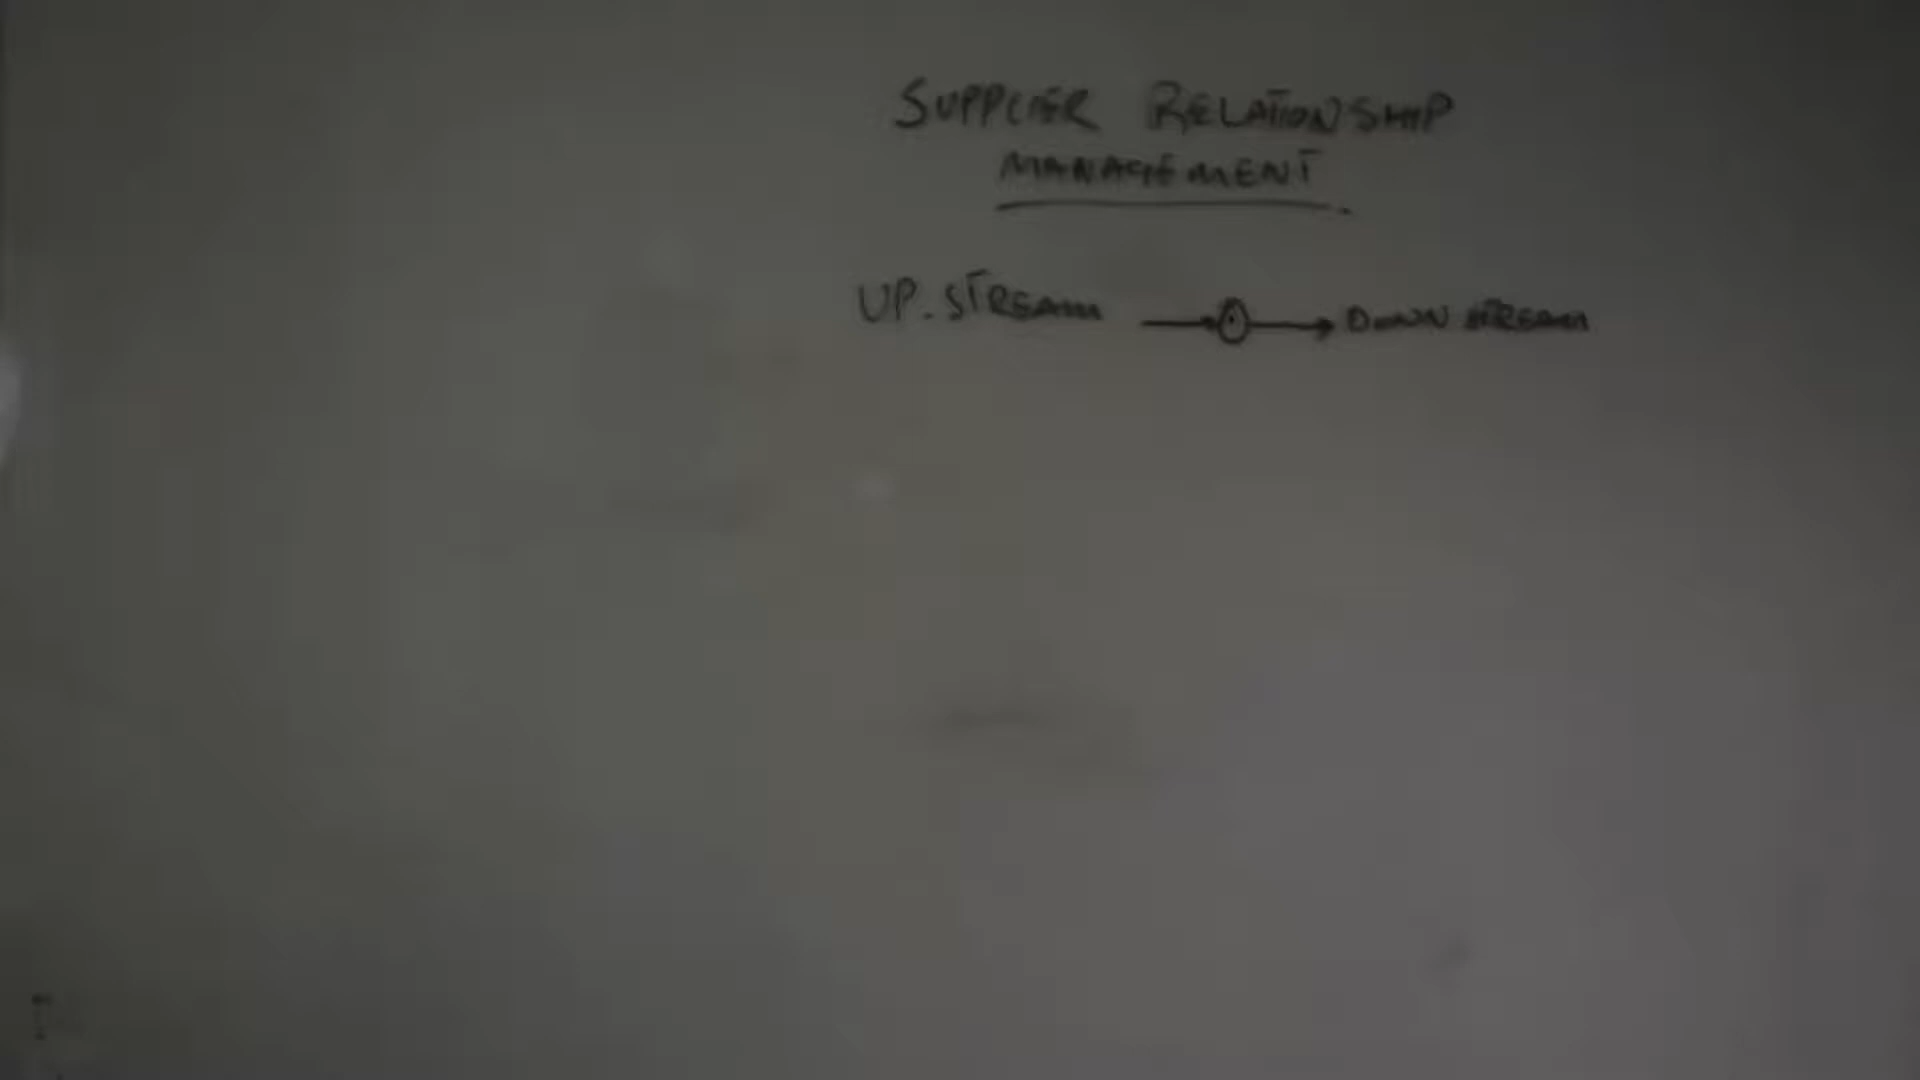 SUPPLIER RELATIONSHIP
MANAGEMENT
UP. STREAM → DOWN STREAM